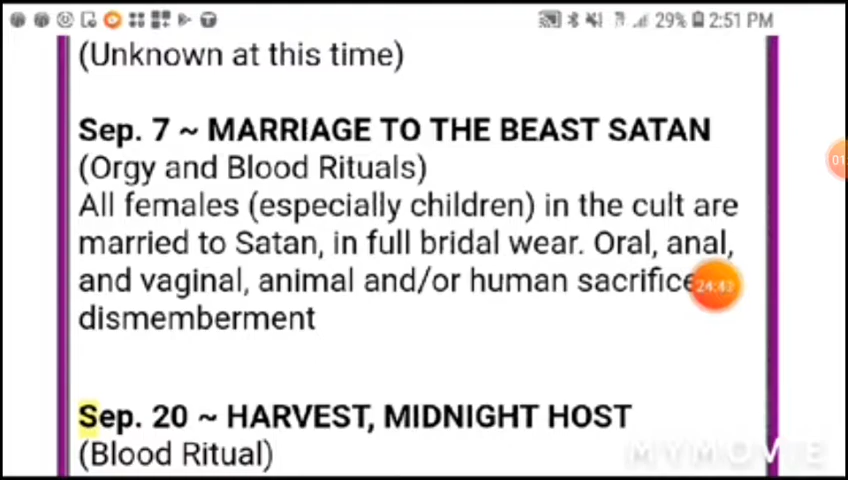 29% 2:51 PM
(Unknown at this time)
Sep. 7 ~ MARRIAGE TO THE BEAST SATAN
(Orgy and Blood Rituals)
All females (especially children) in the cult are
married to Satan, in full bridal wear. Oral, anal,
and vaginal, animal and/or human sacrifice
24:43
dismemberment
Sep. 20 ~ HARVEST, MIDNIGHT HOST
(Blood Ritual)
MYMOVIE